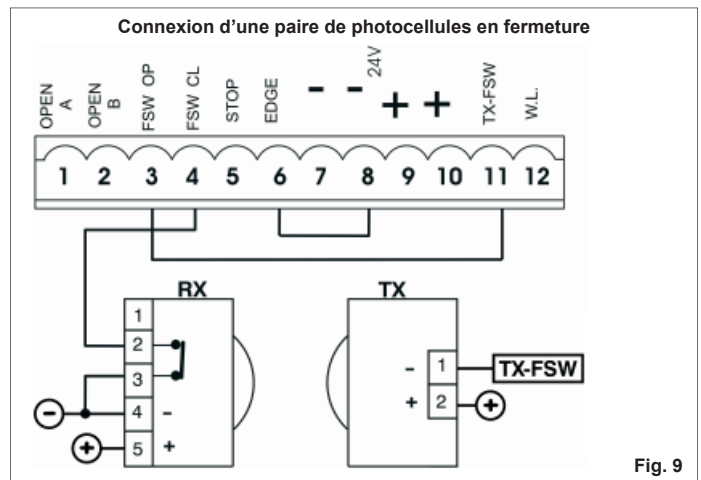 Connexion d'une paire de photocellules en fermeture
OPEN A
OPEN B
FSW OP
FSW CL
STOP
EDGE
-
-
24V
+
+
TX-FSW
W.L.
1 2 3 4 5 6 7 8 9 10 11 12
RX
1
2
3
4 -
5 +
-
+
TX
- 1
+ 2
TX-FSW
+
Fig. 9